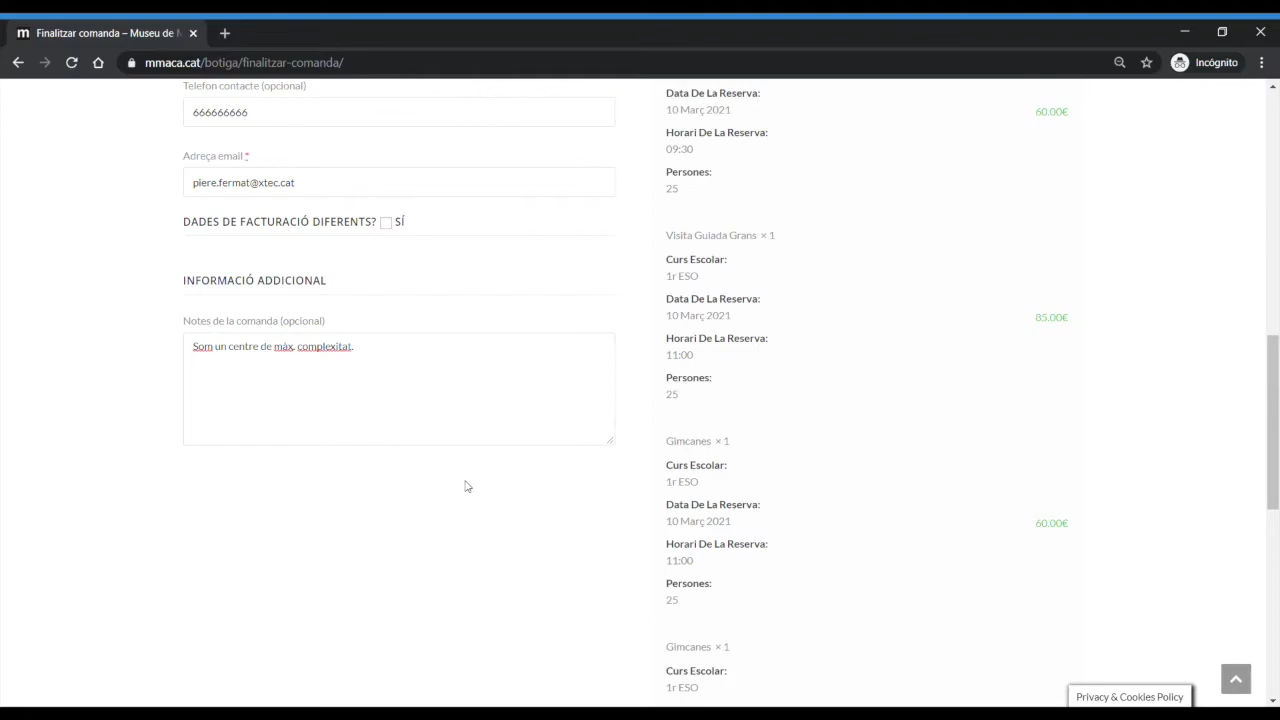 Finalitzar comanda – Museu de M
mmaca.cat/botiga/finalitzar-comanda/
Incógnito
Telefon contacte (opcional)
666666666
Adreça email *
piere.fermat@xtec.cat
DADES DE FACTURACIÓ DIFERENTS? SÍ
INFORMACIÓ ADDICIONAL
Notes de la comanda (opcional)
Som un centre de màx. complexitat.
Data De La Reserva:
10 Març 2021
60.00€
Horari De La Reserva:
09:30
Persones:
25
Visita Guiada Grans × 1
Curs Escolar:
1r ESO
Data De La Reserva:
10 Març 2021
85.00€
Horari De La Reserva:
11:00
Persones:
25
Gimcanes × 1
Curs Escolar:
1r ESO
Data De La Reserva:
10 Març 2021
60.00€
Horari De La Reserva:
11:00
Persones:
25
Gimcanes × 1
Curs Escolar:
1r ESO
Privacy & Cookies Policy